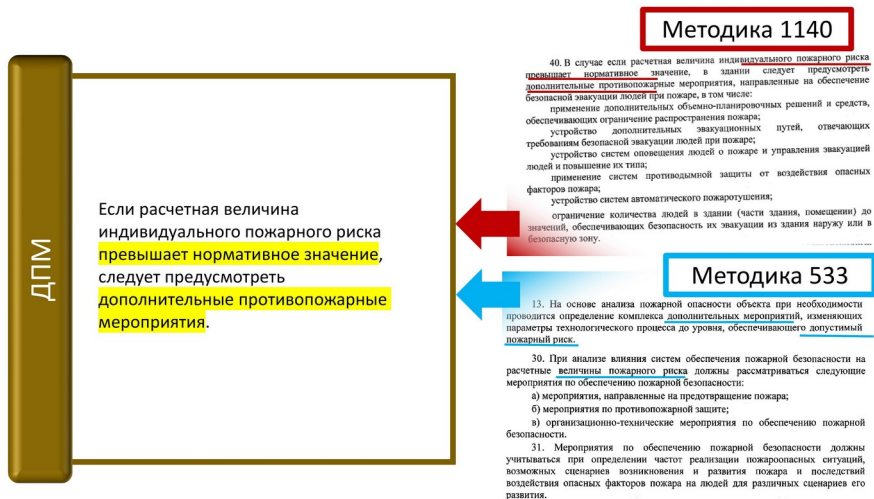 ДПМ
Если расчетная величина
индивидуального пожарного риска
превышает нормативное значение,
следует предусмотреть
дополнительные противопожарные
мероприятия.
Методика 1140
40. В случае если расчетная величина индивидуального пожарного риска
превышает нормативное значение, в здании следует предусмотреть
дополнительные противопожарные мероприятия, направленные на обеспечение
безопасной эвакуации людей при пожаре, в том числе:
применение дополнительных объемно-планировочных решений и средств,
обеспечивающих ограничение распространения пожара;
устройство дополнительных эвакуационных путей, отвечающих
требованиям безопасной эвакуации людей при пожаре;
устройство систем оповещения людей о пожаре и управления эвакуацией
людей и повышение их типа;
применение систем противодымной защиты от воздействия опасных
факторов пожара;
устройство систем автоматического пожаротушения;
ограничение количества людей в здании (части здания, помещении) до
значений, обеспечивающих безопасность их эвакуации из здания наружу или в
безопасную зону.
Методика 533
13. На основе анализа пожарной опасности объекта при необходимости
проводится определение комплекса дополнительных мероприятий, изменяющих
параметры технологического процесса до уровня, обеспечивающего допустимый
пожарный риск.
30. При анализе влияния систем обеспечения пожарной безопасности на
расчетные величины пожарного риска должны рассматриваться следующие
мероприятия по обеспечению пожарной безопасности:
а) мероприятия, направленные на предотвращение пожара;
б) мероприятия по противопожарной защите;
в) организационно-технические мероприятия по обеспечению пожарной
безопасности.
31. Мероприятия по обеспечению пожарной безопасности должны
учитываться при определении частот реализации пожароопасных ситуаций,
возможных сценариев возникновения и развития пожара и последствий
воздействия опасных факторов пожара на людей для различных сценариев его
развития.